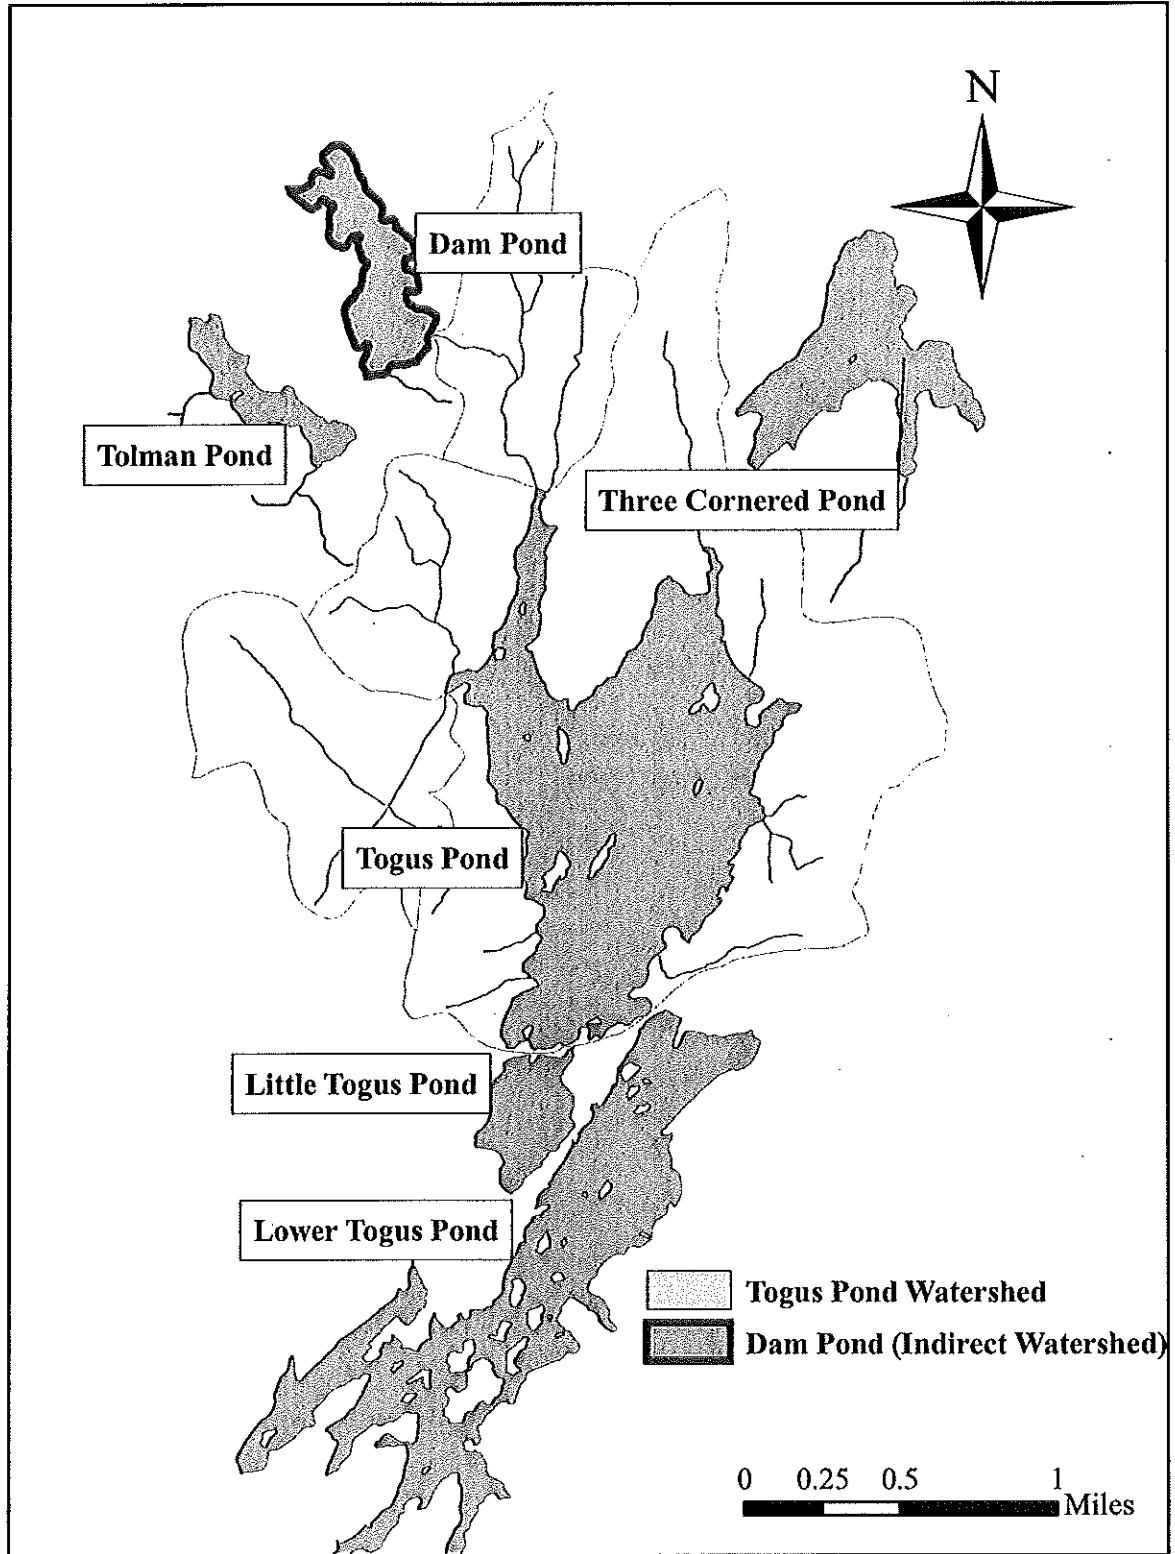 N
Dam Pond
Tolman Pond
Three Cornered Pond
Togus Pond
Little Togus Pond
Lower Togus Pond
Togus Pond Watershed
Dam Pond (Indirect Watershed)
0 0.25 0.5 1
Miles